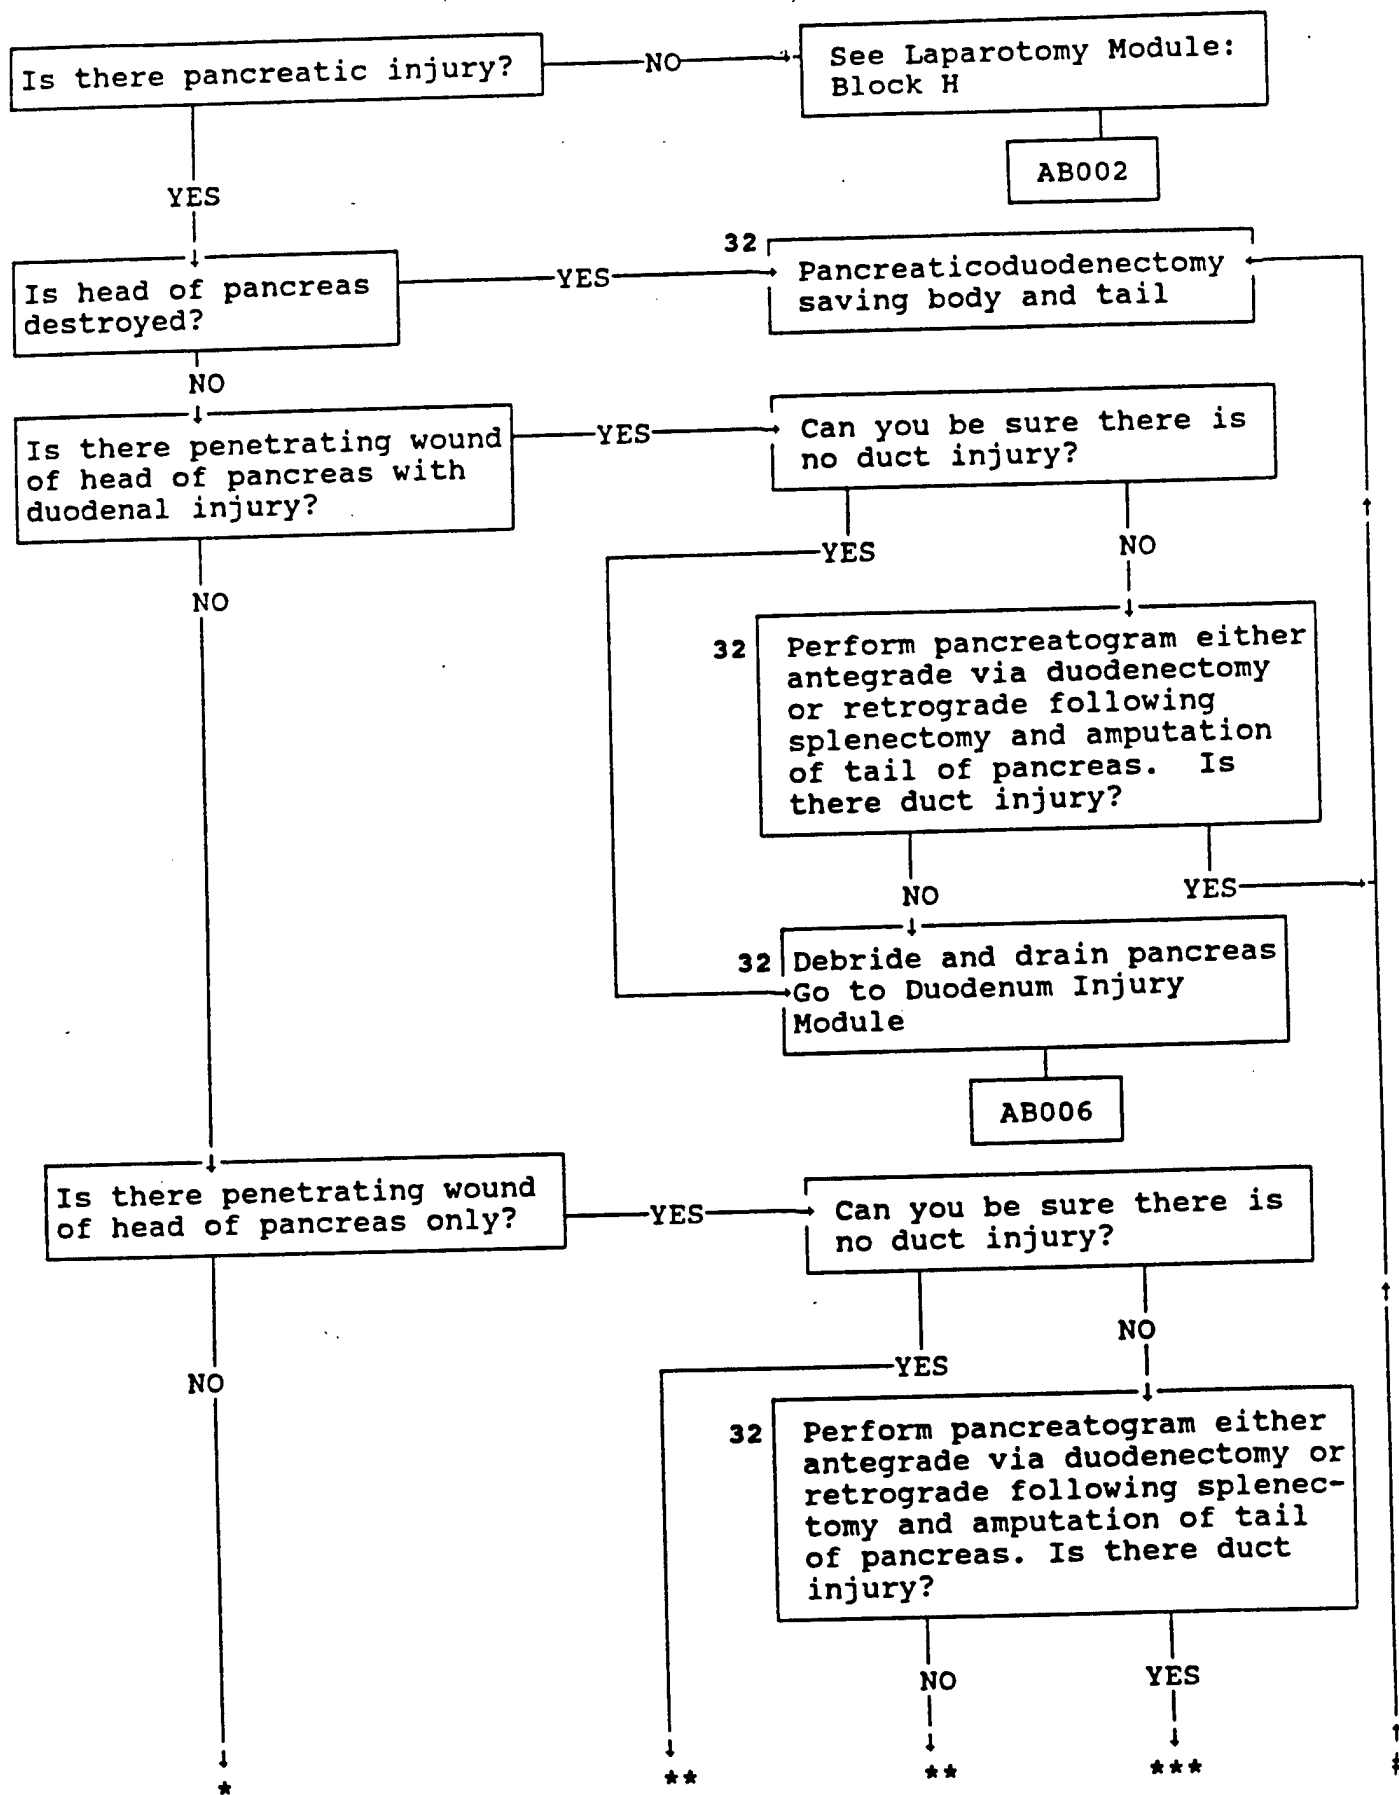 Is there pancreatic injury?
NO
See Laparotomy Module:
Block H
AB002
YES
Is head of pancreas
destroyed?
YES
32
Pancreaticoduodenectomy
saving body and tail
NO
Is there penetrating wound
of head of pancreas with
duodenal injury?
YES
Can you be sure there is
no duct injury?
YES
NO
NO
32
Perform pancreatogram either
antegrade via duodenectomy
or retrograde following
splenectomy and amputation
of tail of pancreas. Is
there duct injury?
NO
YES
32
Debride and drain pancreas
Go to Duodenum Injury
Module
AB006
Is there penetrating wound
of head of pancreas only?
YES
Can you be sure there is
no duct injury?
NO
YES
NO
32
Perform pancreatogram either
antegrade via duodenectomy or
retrograde following splenec-
tomy and amputation of tail
of pancreas. Is there duct
injury?
NO
YES
*
**
**
***